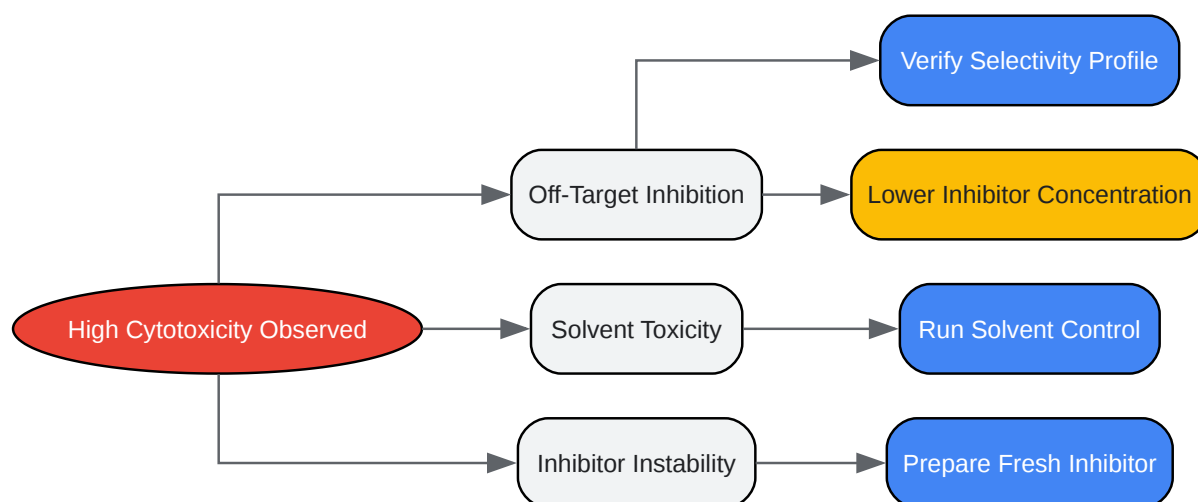 Verify Selectivity Profile
Off-Target Inhibition
Lower Inhibitor Concentration
High Cytotoxicity Observed
Solvent Toxicity
Run Solvent Control
Inhibitor Instability
Prepare Fresh Inhibitor